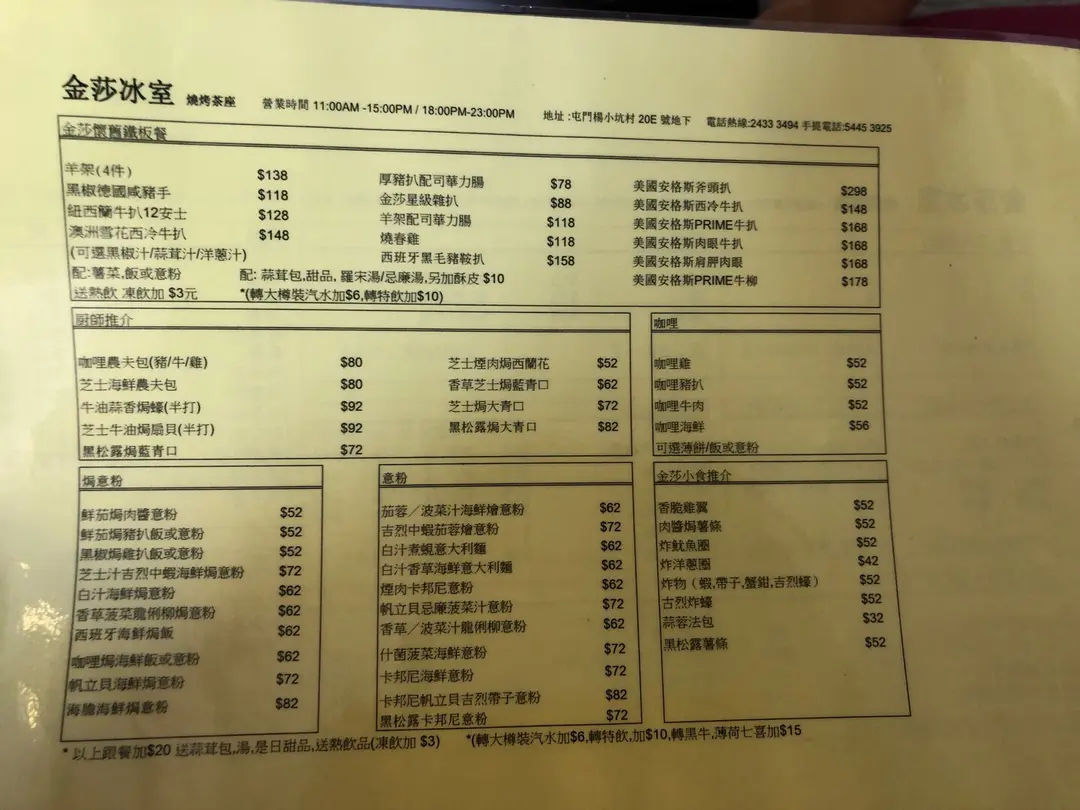 金莎冰室 燒烤茶座 营業時間 11:00AM -15:00PM / 18:00PM-23:00PM 地址 :屯門楊小坑村 20E 號地下 電話熱線:2433 3494 手提電話:5445 3925
金莎懷舊鐵板餐
羊架(4件) $138
黑椒德國咸豬手 $118
紐西蘭牛扒12安士 $128
澳洲雪花西冷牛扒 $148
(可選黑椒汁/蒜茸汁/洋蔥汁)
厚豬扒配司華力腸 $78
金莎星級雜扒 $88
羊架配司華力腸 $118
燒春雞 $118
西班牙黑毛豬鞍扒 $158
美國安格斯斧頭扒 $298
美國安格斯西冷牛扒 $148
美國安格斯PRIME牛扒 $168
美國安格斯肉眼牛扒 $168
美國安格斯肩胛肉眼 $168
美國安格斯PRIME牛柳 $178
配:薯菜,飯或意粉 配: 蒜茸包,甜品, 羅宋湯/忌廉湯,另加酥皮 $10
送熱飲 凍飲加 $3元 *(轉大樽裝汽水加$6,轉特飲加$10)
厨師推介
咖哩農夫包(豬/牛/雞) $80
芝士海鮮農夫包 $80
牛油蒜香焗蠔(半打) $92
芝士牛油焗扇貝(半打) $92
黑松露焗藍青口 $72
芝士煙肉焗西蘭花 $52
香草芝士焗藍青口 $62
芝士焗大青口 $72
黑松露焗大青口 $82
咖哩
咖哩雞 $52
咖哩豬扒 $52
咖哩牛肉 $52
咖哩海鮮 $56
可選薄餅/飯或意粉
焗意粉
鮮茄焗肉醬意粉 $52
鮮茄焗豬扒飯或意粉 $52
黑椒焗雞扒飯或意粉 $52
芝士汁吉烈中蝦海鮮焗意粉 $72
白汁海鮮焗意粉 $62
香草菠菜龍俐柳焗意粉 $62
西班牙海鮮焗飯 $62
咖哩焗海鮮飯或意粉 $62
帆立貝海鮮焗意粉 $72
海膽海鮮焗意粉 $82
意粉
茄蓉／波菜汁海鮮燴意粉 $62
吉烈中蝦茄蓉燴意粉 $72
白汁煮蜆意大利麵 $62
白汁香草海鮮意大利麵 $62
煙肉卡邦尼意粉 $62
帆立貝忌廉菠菜汁意粉 $72
香草／波菜汁龍俐柳意粉 $62
什菌菠菜海鮮意粉 $72
卡邦尼海鮮意粉 $72
卡邦尼帆立貝吉烈帶子意粉 $82
黑松露卡邦尼意粉 $72
金莎小食推介
香脆雞翼 $52
肉醬焗薯條 $52
炸魷魚圈 $52
炸洋蔥圈 $42
炸物（蝦,帶子,蟹鉗,吉烈蠔） $52
古烈炸蠔 $52
蒜蓉法包 $32
黑松露薯條 $52
* 以上跟餐加$20 送蒜茸包,湯,是日甜品,送熱飲品(凍飲加 $3) *(轉大樽裝汽水加$6,轉特飲,加$10,轉黑牛,薄荷七喜加$15